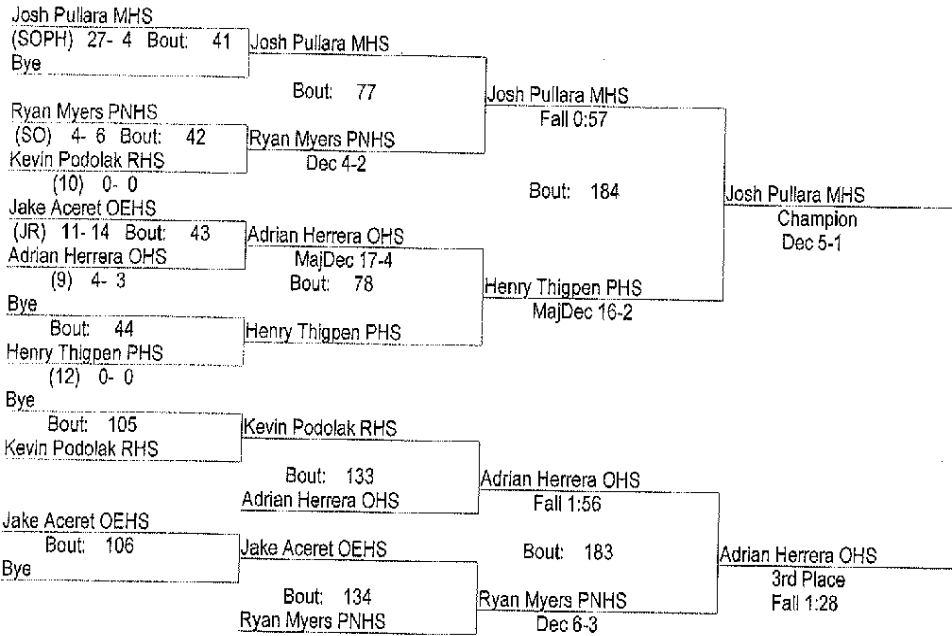 Josh Pullara MHS
(SOPH) 27- 4 Bout: 41
Bye
Josh Pullara MHS
Bout: 77
Ryan Myers PNHS
(SO) 4- 6 Bout: 42
Kevin Podolak RHS
(10) 0- 0
Ryan Myers PNHS
Dec 4-2
Josh Pullara MHS
Fall 0:57
Bout: 184
Jake Aceret OEHS
(JR) 11- 14 Bout: 43
Adrian Herrera OHS
(9) 4- 3
Adrian Herrera OHS
MajDec 17-4
Bout: 78
Bye
Bout: 44
Henry Thigpen PHS
(12) 0- 0
Henry Thigpen PHS
Henry Thigpen PHS
MajDec 16-2
Josh Pullara MHS
Champion
Dec 5-1
Bye
Bout: 105
Kevin Podolak RHS
Kevin Podolak RHS
Bout: 133
Adrian Herrera OHS
Adrian Herrera OHS
Fall 1:56
Bout: 183
Jake Aceret OEHS
Bout: 106
Bye
Jake Aceret OEHS
Bout: 134
Ryan Myers PNHS
Ryan Myers PNHS
Dec 6-3
Adrian Herrera OHS
3rd Place
Fall 1:28